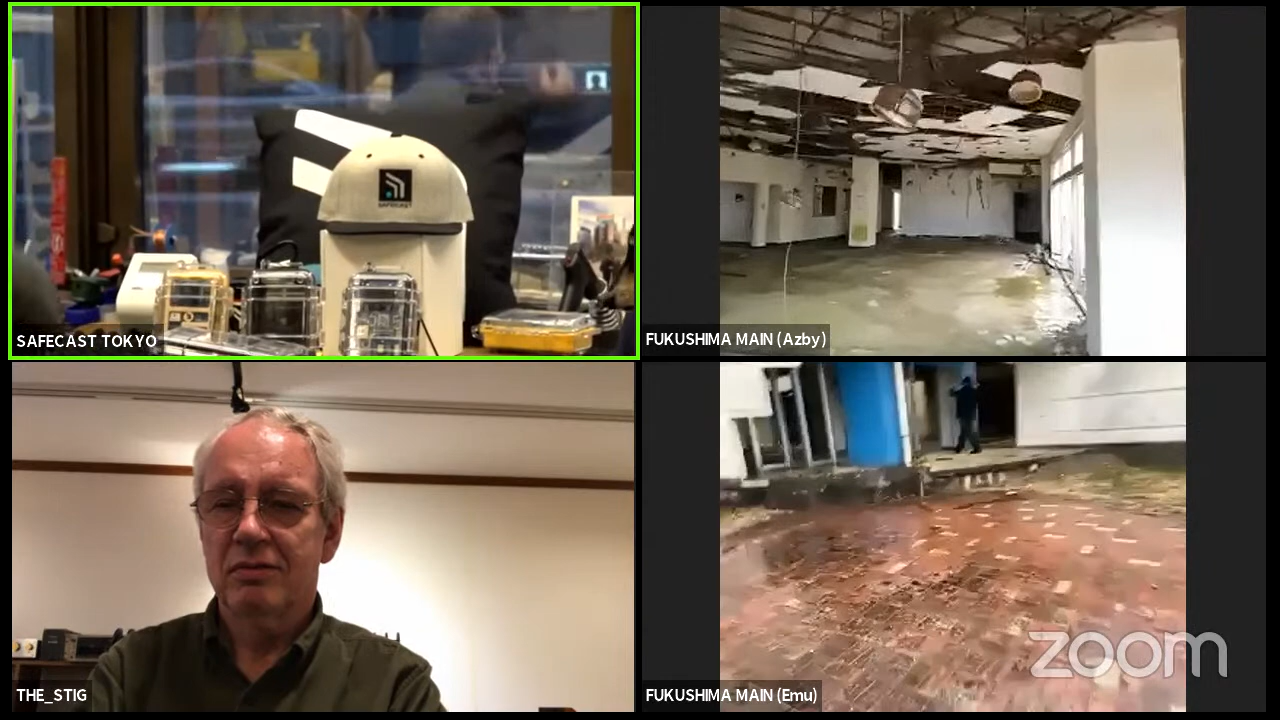 SAFECAST
SAFECAST TOKYO
FUKUSHIMA MAIN (Azby)
THE_STIG
FUKUSHIMA MAIN (Emu)
zoom